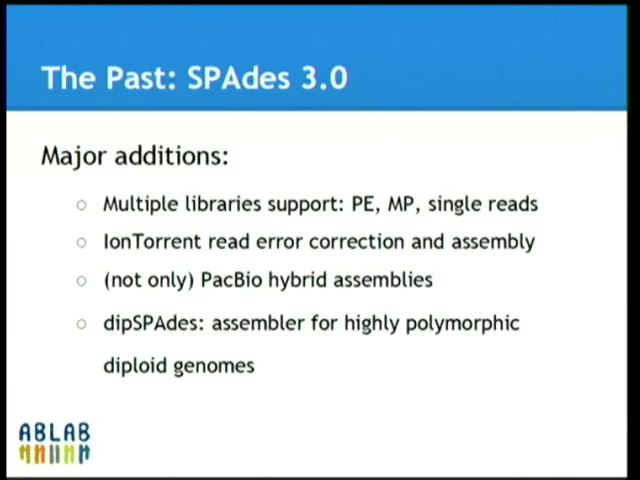 The Past: SPAdes 3.0
Major additions:
○ Multiple libraries support: PE, MP, single reads
○ IonTorrent read error correction and assembly
○ (not only) PacBio hybrid assemblies
○ dipSPAdes: assembler for highly polymorphic
diploid genomes
ABLAB